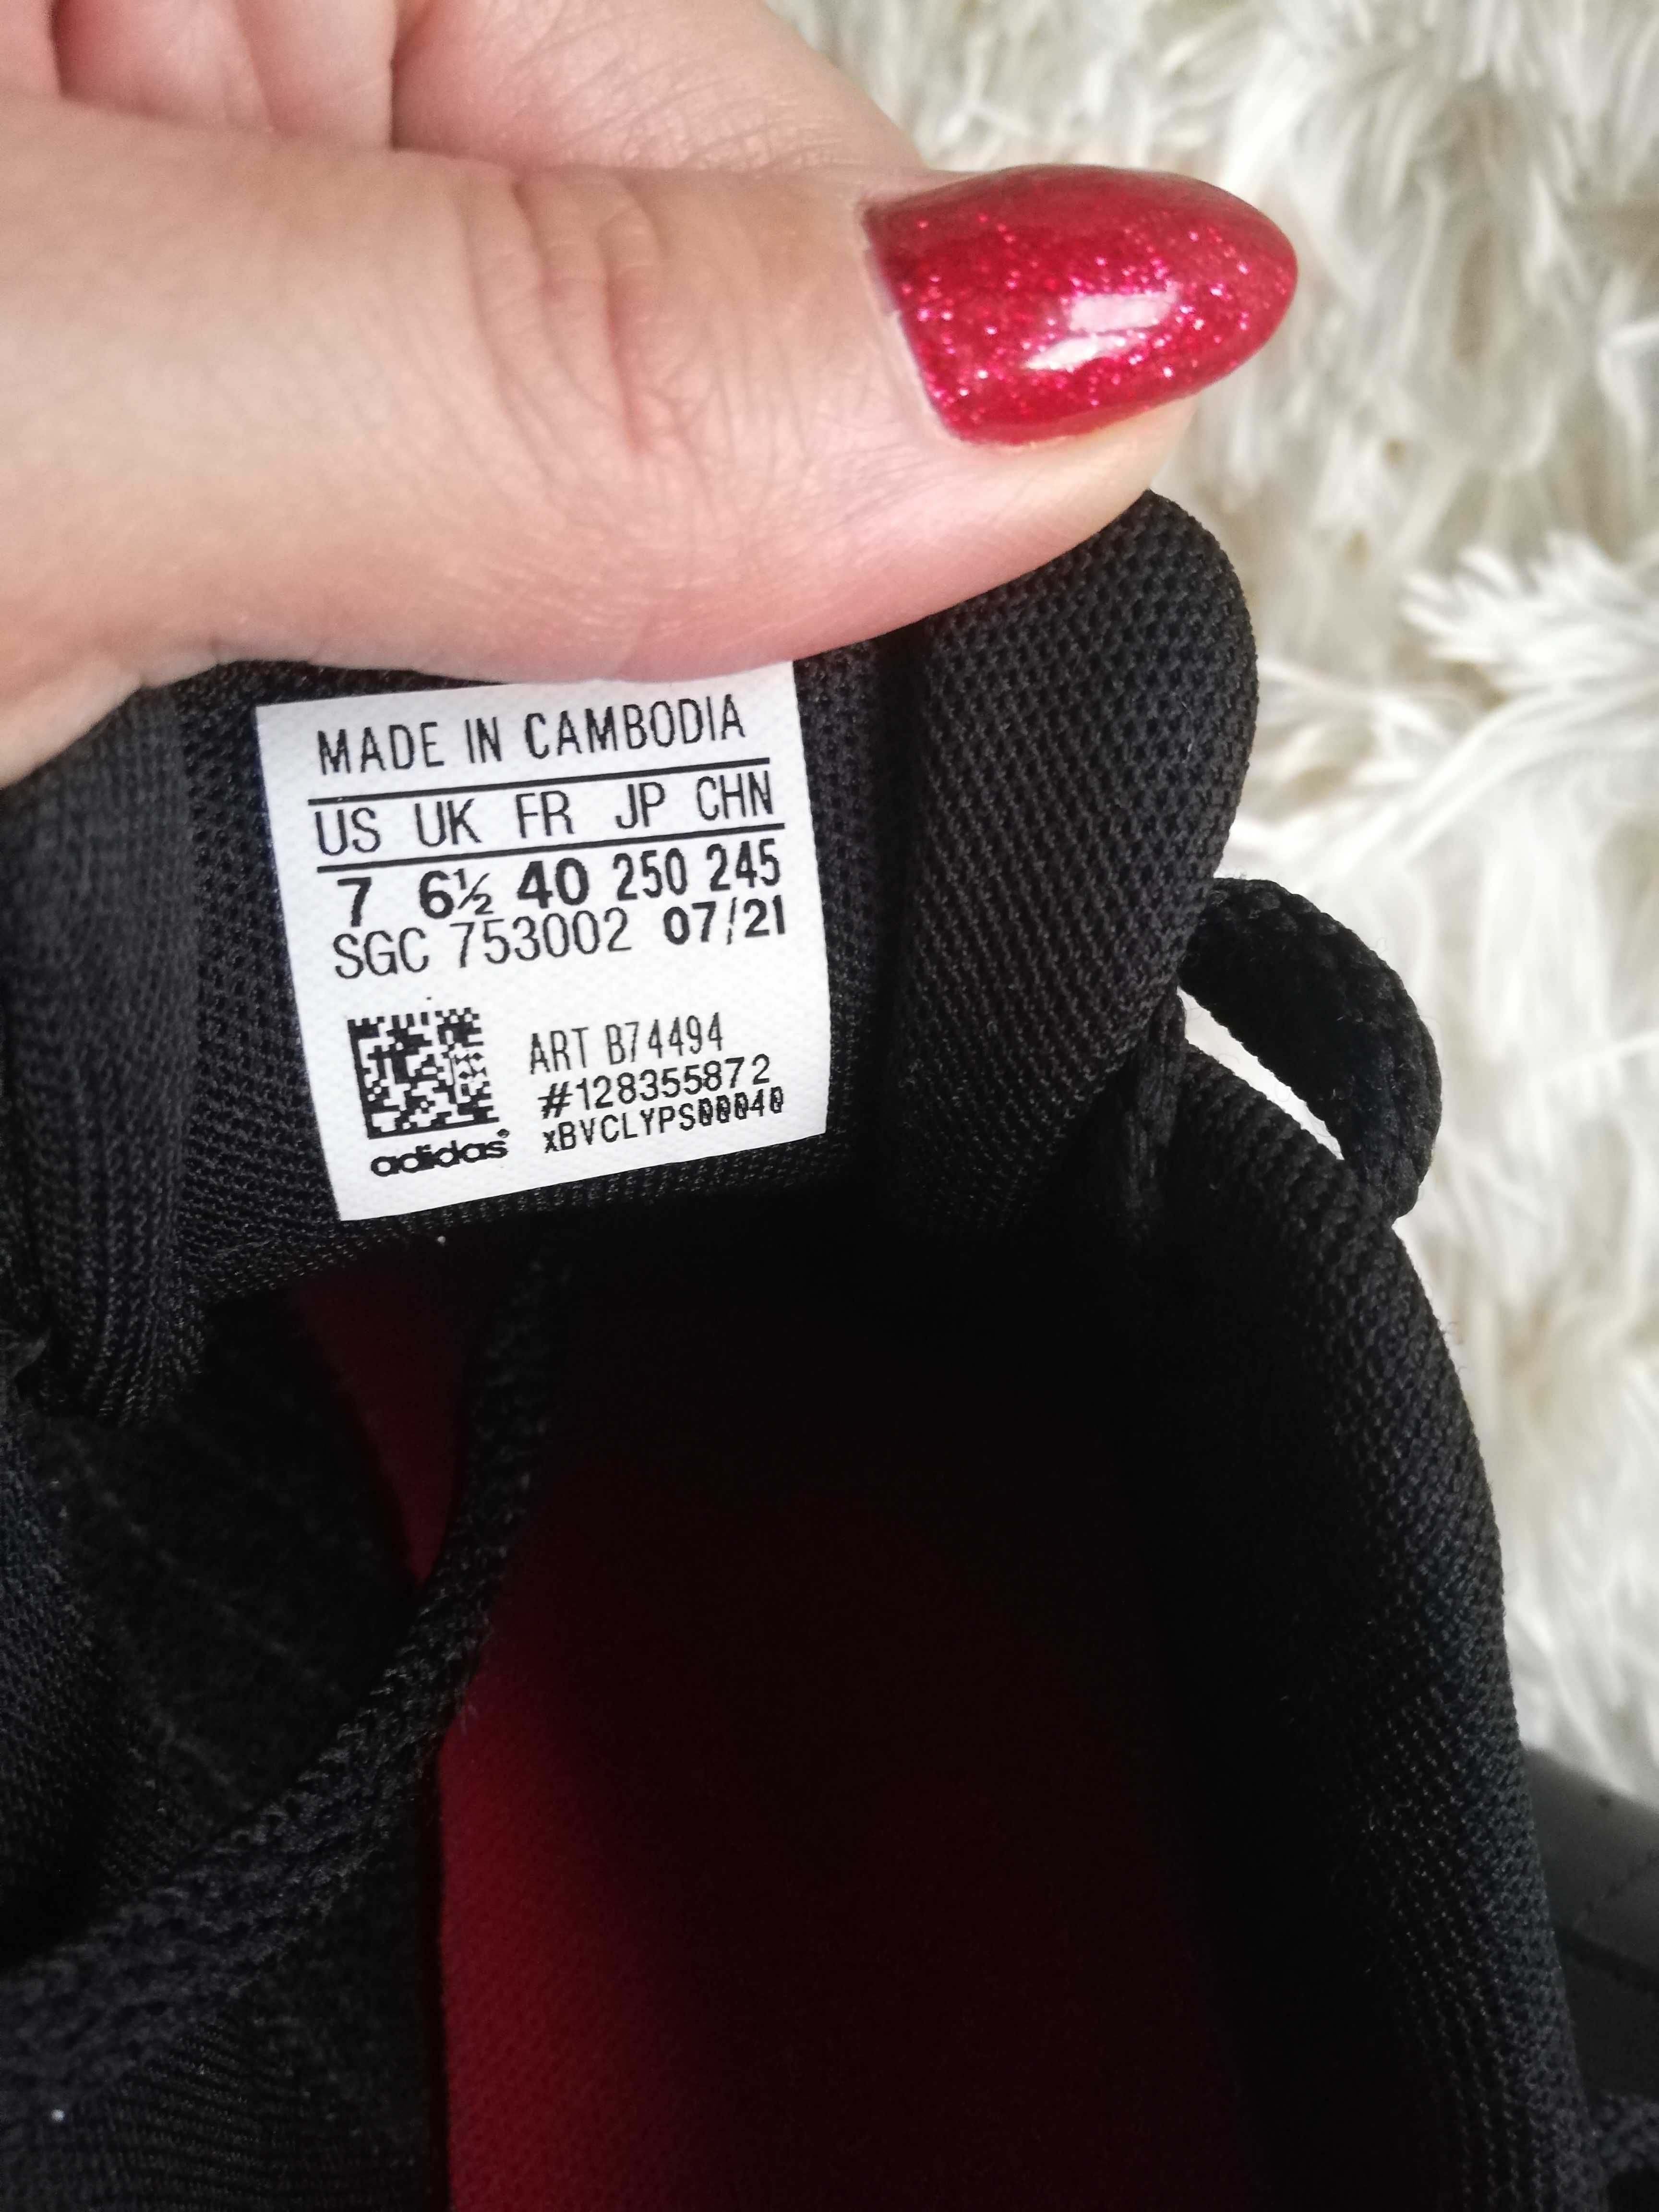 MADE IN CAMBODIA
US UK FR JP CHN
7 6½ 40 250 245
SGC 753002 07/21
ART B74494
#128355872
xBVCLYPS00040
adidas